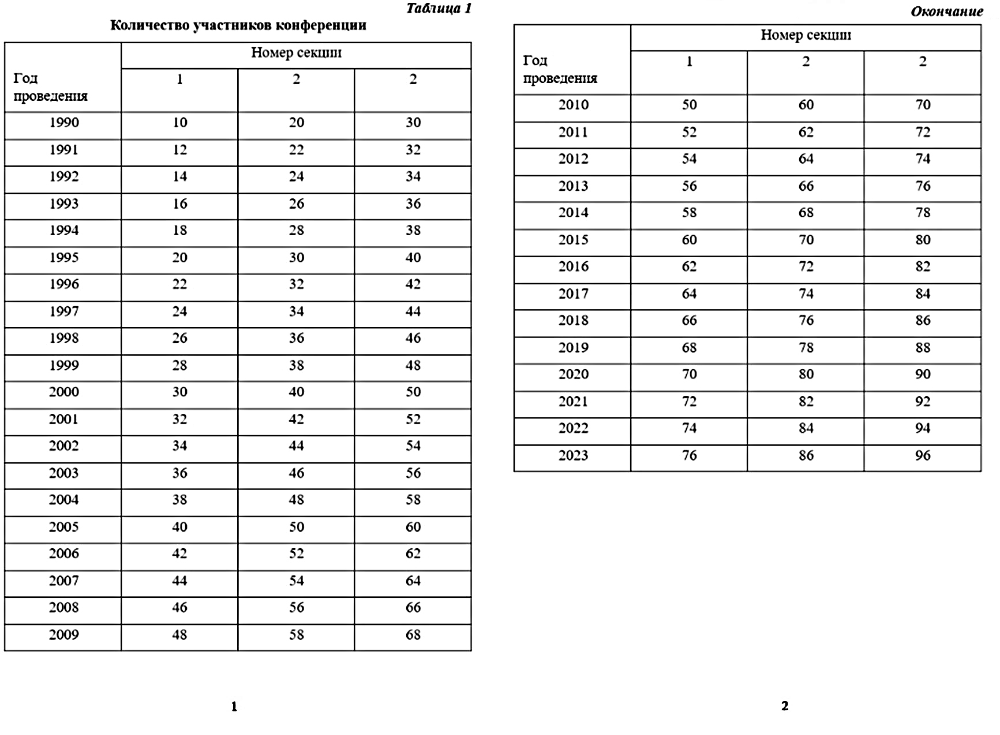 Таблица 1
Количество участников конференции
Номер секции
Год
проведения
1 2 2
1990 10 20 30
1991 12 22 32
1992 14 24 34
1993 16 26 36
1994 18 28 38
1995 20 30 40
1996 22 32 42
1997 24 34 44
1998 26 36 46
1999 28 38 48
2000 30 40 50
2001 32 42 52
2002 34 44 54
2003 36 46 56
2004 38 48 58
2005 40 50 60
2006 42 52 62
2007 44 54 64
2008 46 56 66
2009 48 58 68
1
Окончание
Номер секции
Год
проведения
1 2 2
2010 50 60 70
2011 52 62 72
2012 54 64 74
2013 56 66 76
2014 58 68 78
2015 60 70 80
2016 62 72 82
2017 64 74 84
2018 66 76 86
2019 68 78 88
2020 70 80 90
2021 72 82 92
2022 74 84 94
2023 76 86 96
2